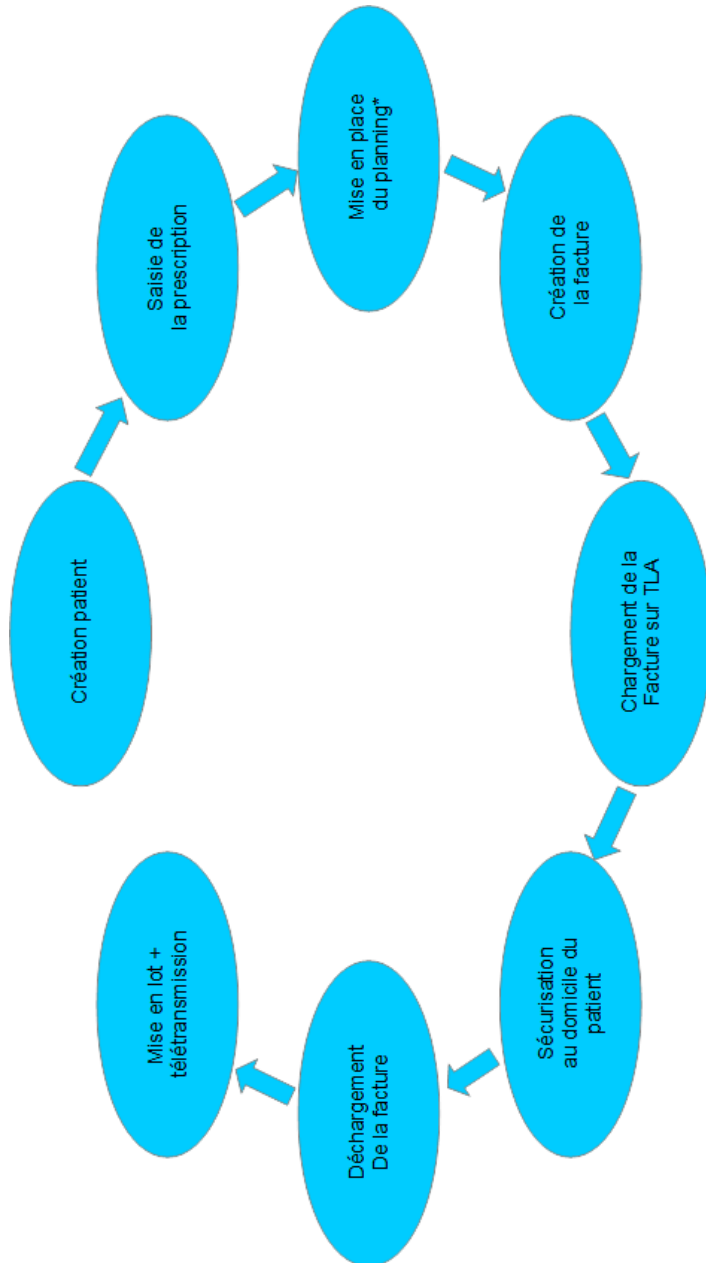 Création patient
Saisie de
la prescription
Mise en place
du planning*
Création de
la facture
Chargement de la
Facture sur TLA
Sécurisation
au domicile du
patient
Déchargement
De la facture
Mise en lot +
télétransmission